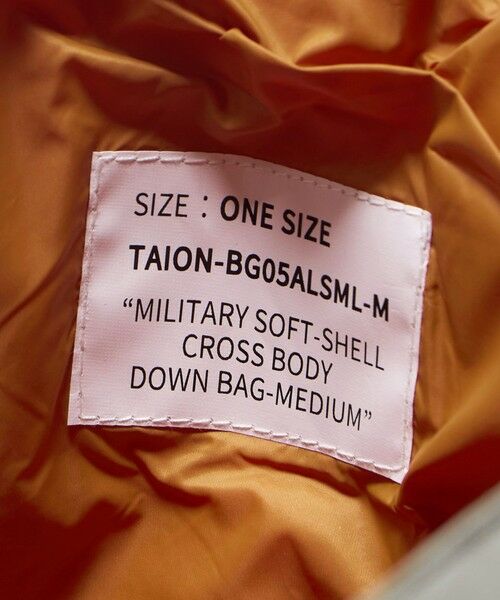 SIZE : ONE SIZE
TAION-BG05ALSML-M
“MILITARY SOFT-SHELL
CROSS BODY
DOWN BAG-MEDIUM”